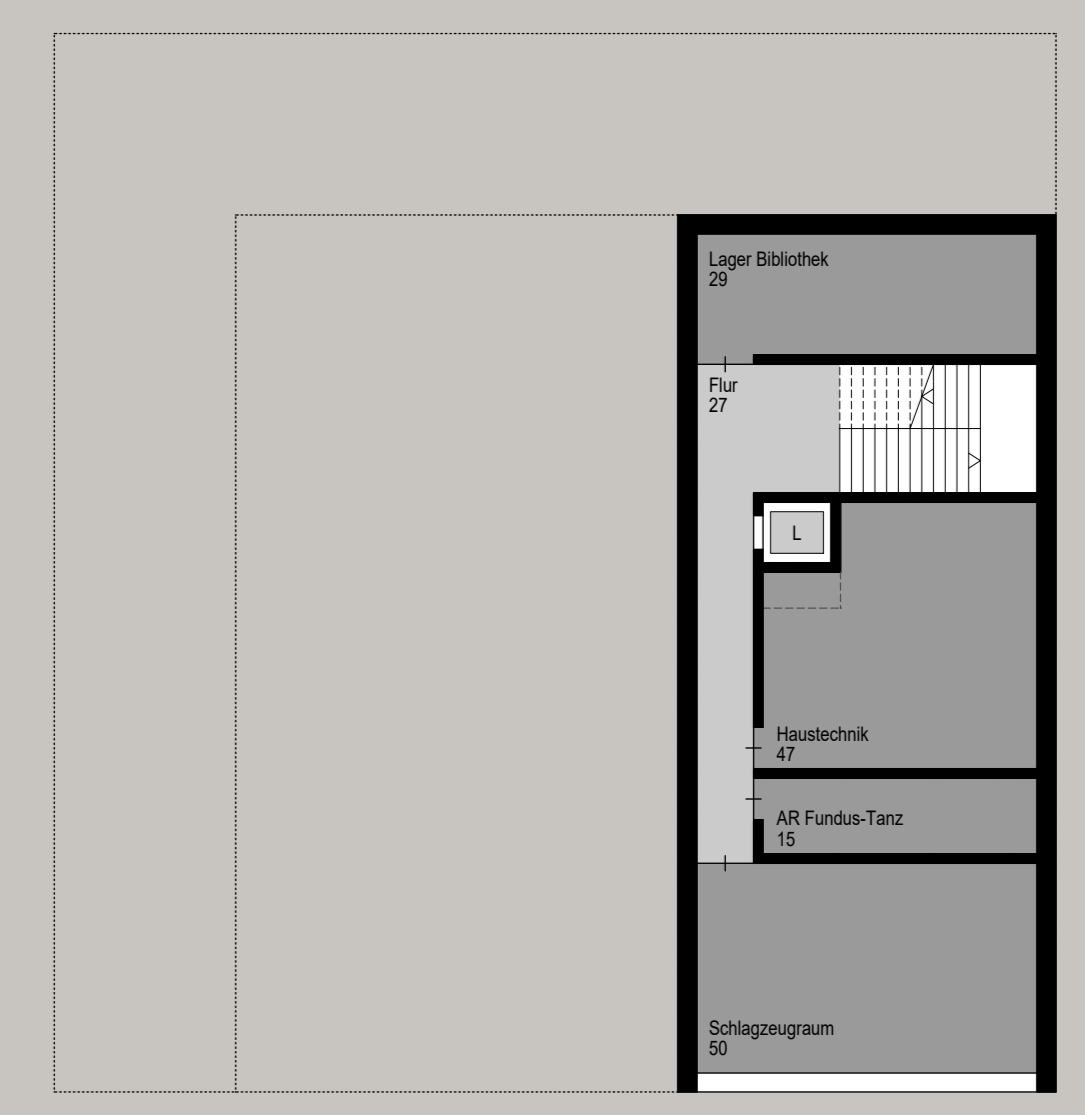 Lager Bibliothek
29
Flur
27
L
Haustechnik
47
AR Fundus-Tanz
15
Schlagzeugraum
50